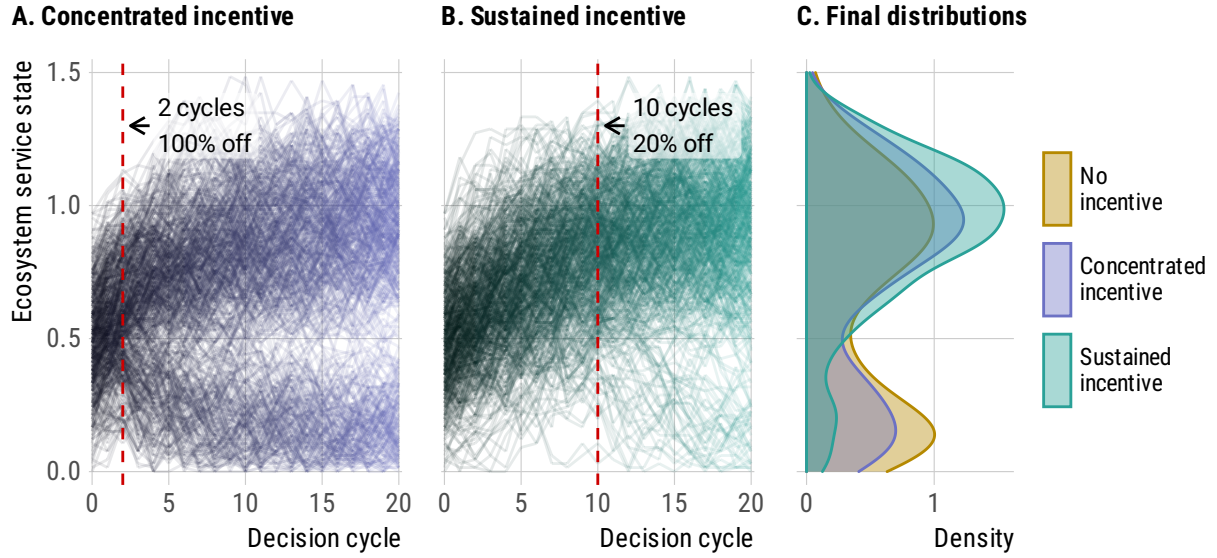 A. Concentrated incentive
B. Sustained incentive
C. Final distributions
Ecosystem service state
1.5
1.0
0.5
0.0
2 cycles
100% off
0
5
10
15
20
Decision cycle
10 cycles
20% off
0
5
10
15
20
Decision cycle
0
1
Density
No
incentive
Concentrated
incentive
Sustained
incentive